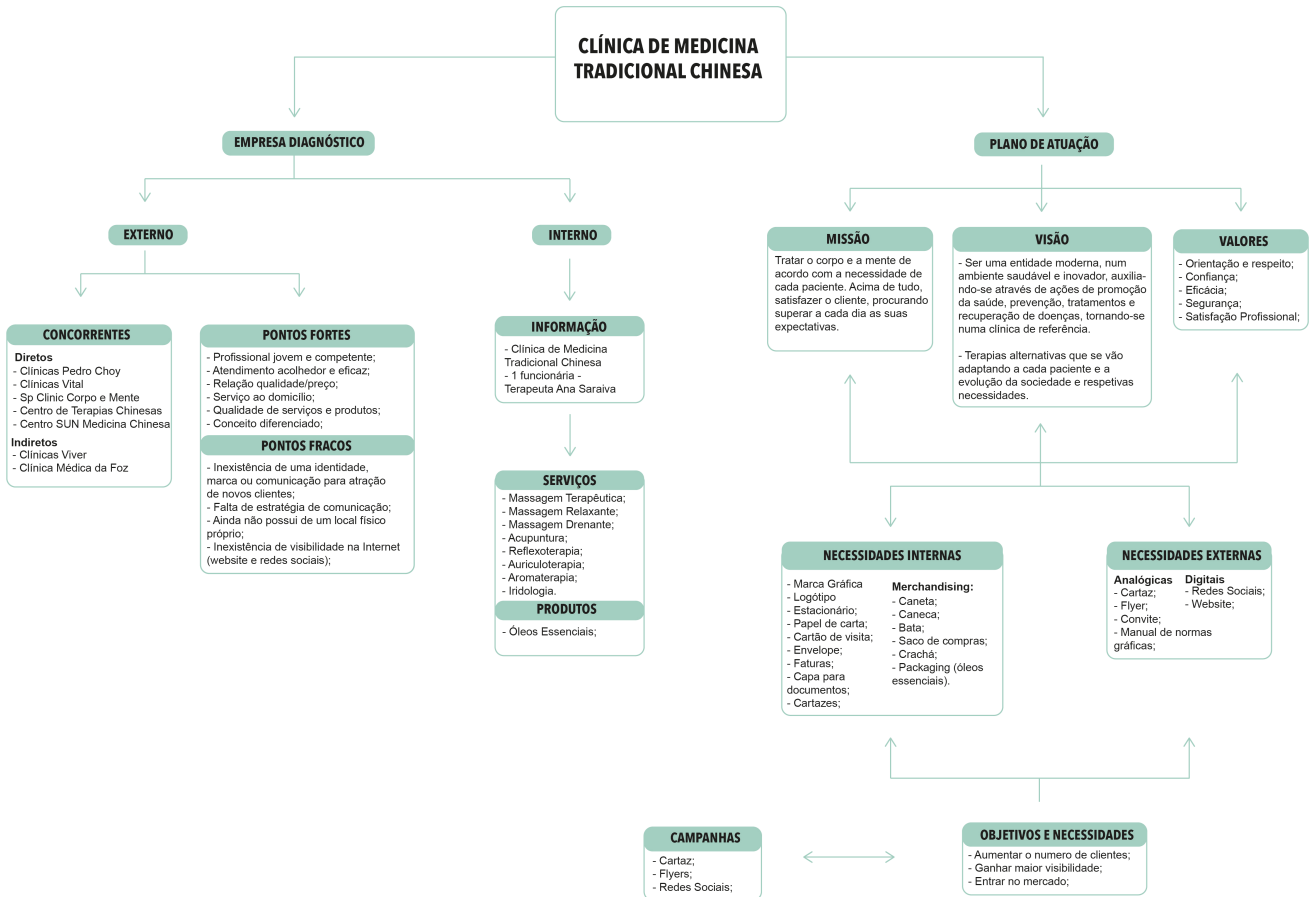 CLÍNICA DE MEDICINA
TRADICIONAL CHINESA
EMPRESA DIAGNÓSTICO
EXTERNO
CONCORRENTES
Diretos
- Clínicas Pedro Choy
- Clínicas Vital
- Sp Clinic Corpo e Mente
- Centro de Terapias Chinesas
- Centro SUN Medicina Chinesa
Indiretos
- Clínicas Viver
- Clínica Médica da Foz
PONTOS FORTES
- Profissional jovem e competente;
- Atendimento acolhedor e eficaz;
- Relação qualidade/preço;
- Serviço ao domicílio;
- Qualidade de serviços e produtos;
- Conceito diferenciado;
PONTOS FRACOS
- Inexistência de uma identidade,
marca ou comunicação para atração
de novos clientes;
- Falta de estratégia de comunicação;
- Ainda não possui de um local físico
próprio;
- Inexistência de visibilidade na Internet
(website e redes sociais);
INTERNO
INFORMAÇÃO
- Clínica de Medicina
Tradicional Chinesa
- 1 funcionária -
Terapeuta Ana Saraiva
SERVIÇOS
- Massagem Terapêutica;
- Massagem Relaxante;
- Massagem Drenante;
- Acupuntura;
- Reflexoterapia;
- Auriculoterapia;
- Aromaterapia;
- Iridologia.
PRODUTOS
- Óleos Essenciais;
PLANO DE ATUAÇÃO
MISSÃO
Tratar o corpo e a mente de
acordo com a necessidade de
cada paciente. Acima de tudo,
satisfazer o cliente, procurando
superar a cada dia as suas
expectativas.
VISÃO
- Ser uma entidade moderna, num
ambiente saudável e inovador, auxilia-
ndo-se através de ações de promoção
da saúde, prevenção, tratamentos e
recuperação de doenças, tornando-se
numa clínica de referência.
- Terapias alternativas que se vão
adaptando a cada paciente e a
evolução da sociedade e respetivas
necessidades.
VALORES
- Orientação e respeito;
- Confiança;
- Eficácia;
- Segurança;
- Satisfação Profissional;
NECESSIDADES INTERNAS
- Marca Gráfica
- Logótipo
- Estacionário;
- Papel de carta;
- Cartão de visita;
- Envelope;
- Faturas;
- Capa para
documentos;
- Cartazes;
Merchandising:
- Caneta;
- Caneca;
- Bata;
- Saco de compras;
- Crachá;
- Packaging (óleos
essenciais).
NECESSIDADES EXTERNAS
Analógicas
- Cartaz;
- Flyer;
- Convite;
- Manual de normas
gráficas;
Digitais
- Redes Sociais;
- Website;
CAMPANHAS
- Cartaz;
- Flyers;
- Redes Sociais;
OBJETIVOS E NECESSIDADES
- Aumentar o numero de clientes;
- Ganhar maior visibilidade;
- Entrar no mercado;